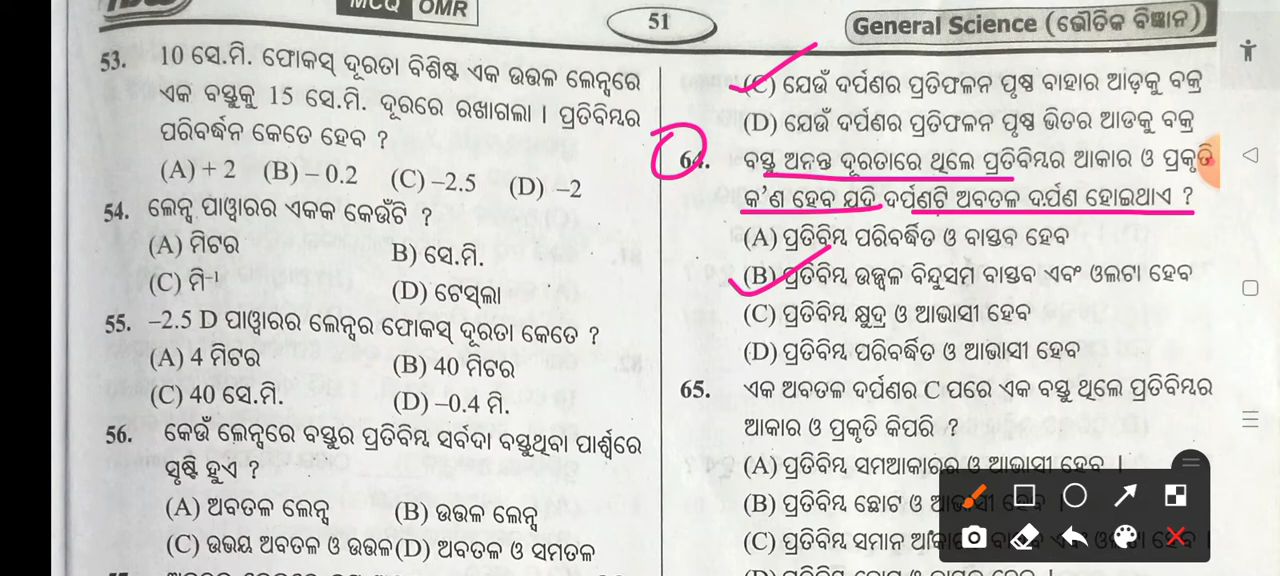 MCQ OMR
51
General Science (ଭୌତିକ ବିଜ୍ଞାନ)
53. 10 ସେ.ମି. ଫୋକସ୍ ଦୂରତା ବିଶିଷ୍ଟ ଏକ ଉତ୍ତଳ ଲେନ୍ସରେ
ଏକ ବସ୍ତୁକୁ 15 ସେ.ମି. ଦୂରରେ ରଖାଗଲା । ପ୍ରତିବିମ୍ବର
ପରିବର୍ଦ୍ଧନ କେତେ ହେବ ?
(A) + 2 (B) – 0.2 (C) –2.5 (D) –2
54. ଲେନ୍ସ ପାୱାରର ଏକକ କେଉଁଟି ?
(A) ମିଟର B) ସେ.ମି.
(C) ମି⁻¹ (D) ଟେସ୍‌ଲା
55. –2.5 D ପାୱାରର ଲେନ୍ସର ଫୋକସ୍ ଦୂରତା କେତେ ?
(A) 4 ମିଟର (B) 40 ମିଟର
(C) 40 ସେ.ମି. (D) –0.4 ମି.
56. କେଉଁ ଲେନ୍ସରେ ବସ୍ତୁର ପ୍ରତିବିମ୍ବ ସର୍ବଦା ବସ୍ତୁଥିବା ପାର୍ଶ୍ୱରେ
ସୃଷ୍ଟି ହୁଏ ?
(A) ଅବତଳ ଲେନ୍ସ (B) ଉତ୍ତଳ ଲେନ୍ସ
(C) ଉଭୟ ଅବତଳ ଓ ଉତ୍ତଳ (D) ଅବତଳ ଓ ସମତଳ
(C) ଯେଉଁ ଦର୍ପଣର ପ୍ରତିଫଳନ ପୃଷ୍ଠ ବାହାର ଆଡ଼କୁ ବକ୍ର
(D) ଯେଉଁ ଦର୍ପଣର ପ୍ରତିଫଳନ ପୃଷ୍ଠ ଭିତର ଆଡକୁ ବକ୍ର
64. ବସ୍ତୁ ଅନନ୍ତ ଦୂରତାରେ ଥିଲେ ପ୍ରତିବିମ୍ବର ଆକାର ଓ ପ୍ରକୃତି
କ'ଣ ହେବ ଯଦି ଦର୍ପଣଟି ଅବତଳ ଦର୍ପଣ ହୋଇଥାଏ ?
(A) ପ୍ରତିବିମ୍ବ ପରିବର୍ଦ୍ଧିତ ଓ ବାସ୍ତବ ହେବ
(B) ପ୍ରତିବିମ୍ବ ଉଜ୍ଜ୍ୱଳ ବିନ୍ଦୁସମ ବାସ୍ତବ ଏବଂ ଓଲଟା ହେବ
(C) ପ୍ରତିବିମ୍ବ କ୍ଷୁଦ୍ର ଓ ଆଭାସୀ ହେବ
(D) ପ୍ରତିବିମ୍ବ ପରିବର୍ଦ୍ଧିତ ଓ ଆଭାସୀ ହେବ
65. ଏକ ଅବତଳ ଦର୍ପଣର C ପରେ ଏକ ବସ୍ତୁ ଥିଲେ ପ୍ରତିବିମ୍ବର
ଆକାର ଓ ପ୍ରକୃତି କିପରି ?
(A) ପ୍ରତିବିମ୍ବ ସମଆକାରର ଓ ଆଭାସୀ ହେବ ।
(B) ପ୍ରତିବିମ୍ବ ଛୋଟ ଓ ଆଭାସୀ ହେବ ।
(C) ପ୍ରତିବିମ୍ବ ସମାନ ଏବଂ ଓଲଟା ହେବ ।